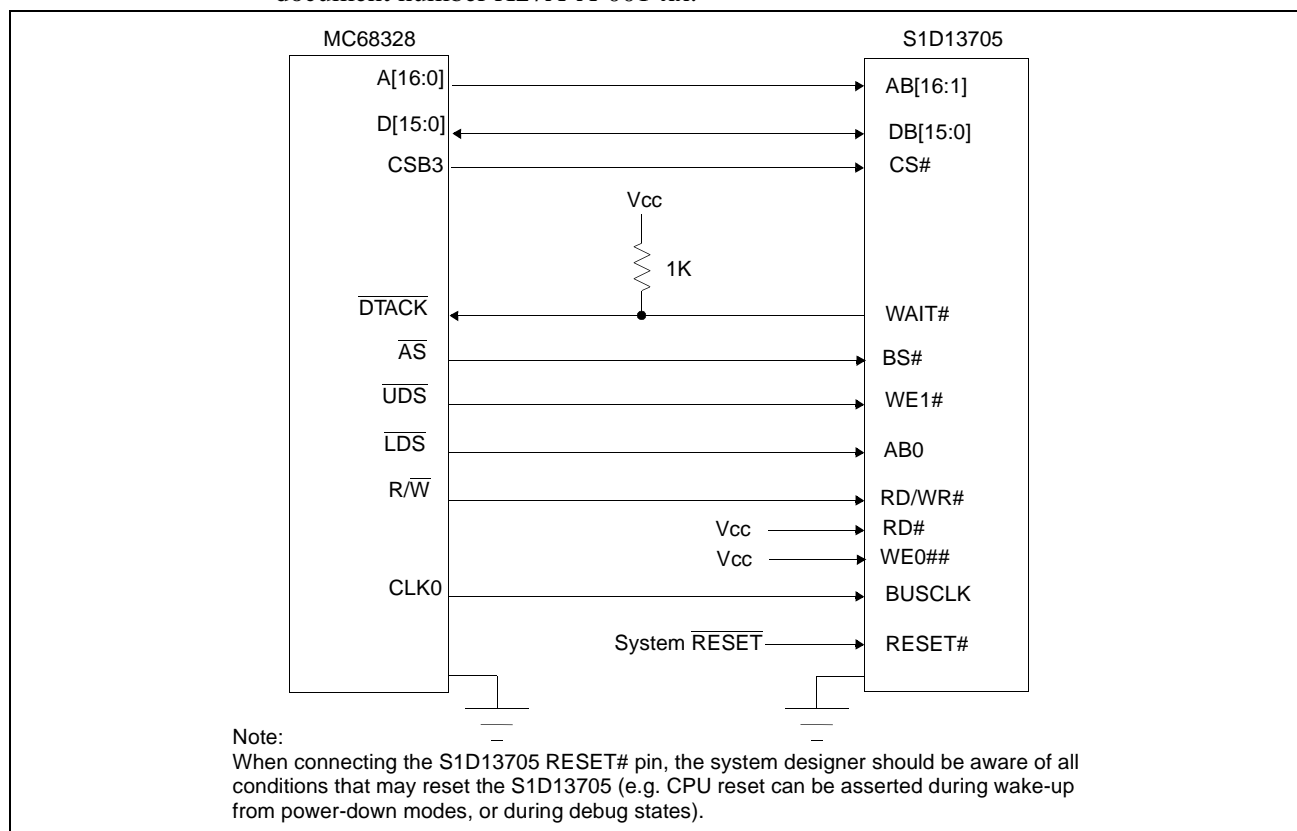 document number
MC68328 S1D13705
A[16:0] AB[16:1]
D[15:0] DB[15:0]
CSB3 CS#
Vcc
1K
DTACK WAIT#
AS BS#
UDS WE1#
LDS AB0
R/W RD/WR#
Vcc RD#
Vcc WE0##
CLK0 BUSCLK
System RESET RESET#
Note:
When connecting the S1D13705 RESET# pin, the system designer should be aware of all
conditions that may reset the S1D13705 (e.g. CPU reset can be asserted during wake-up
from power-down modes, or during debug states).